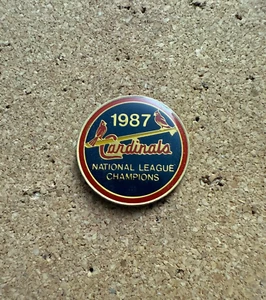 1987
Cardinals
NATIONAL LEAGUE
CHAMPIONS